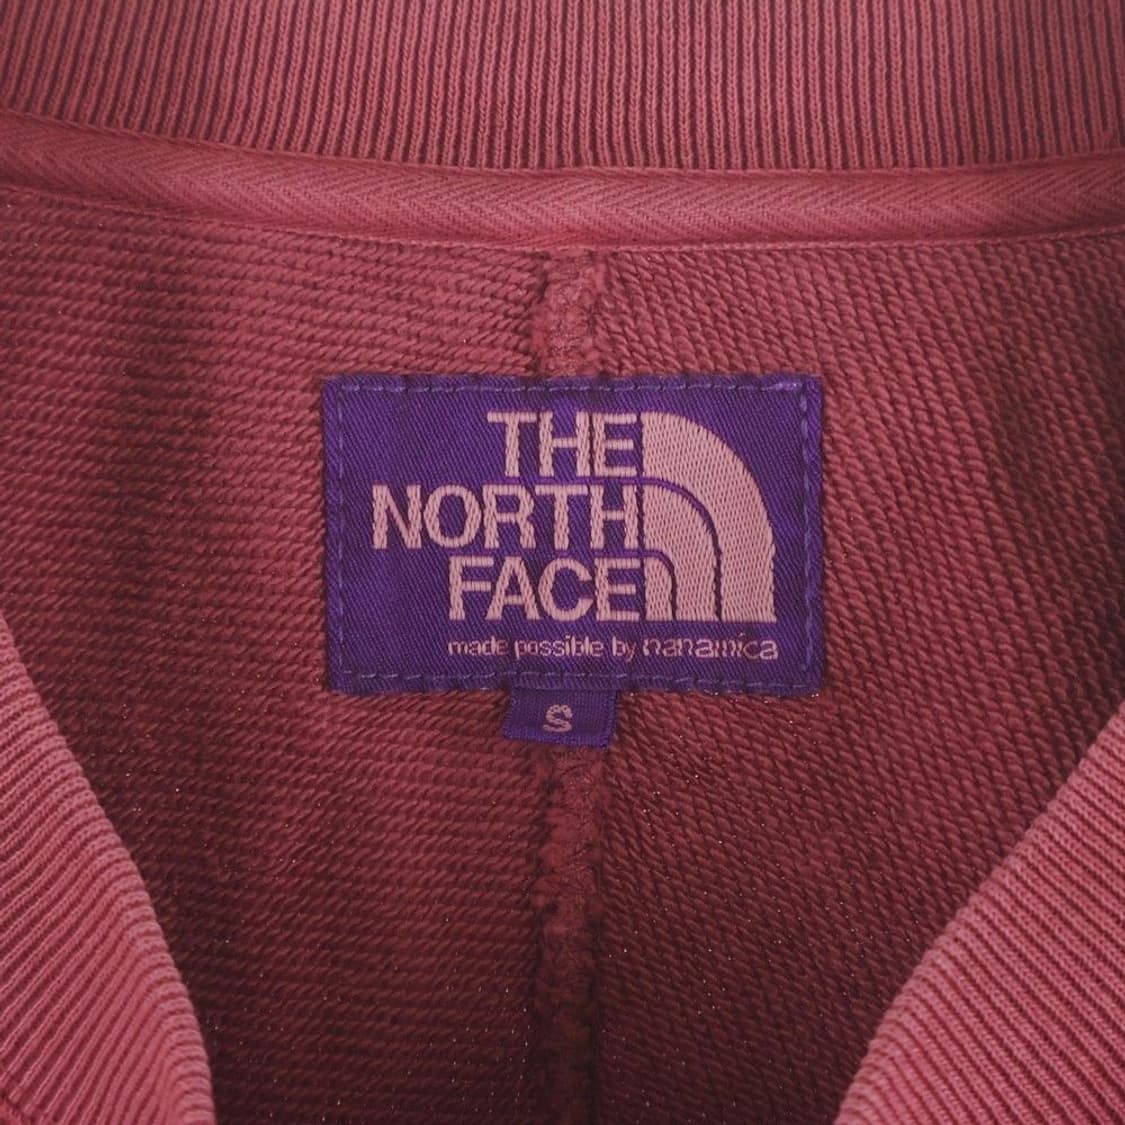 THE
NORTH
FACE
made possible by nanamica
S